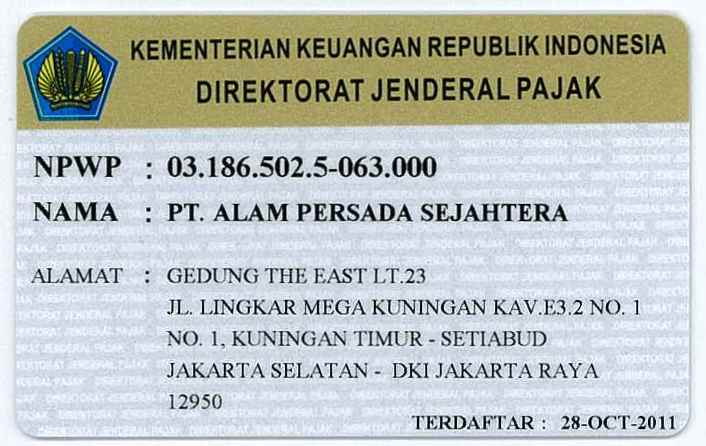 KEMENTERIAN KEUANGAN REPUBLIK INDONESIA
DIREKTORAT JENDERAL PAJAK
NPWP : 03.186.502.5-063.000
NAMA : PT. ALAM PERSADA SEJAHTERA
ALAMAT : GEDUNG THE EAST LT.23
JL. LINGKAR MEGA KUNINGAN KAV.E3.2 NO. 1
NO. 1, KUNINGAN TIMUR - SETIABUD
JAKARTA SELATAN - DKI JAKARTA RAYA
12950
TERDAFTAR : 28-OCT-2011